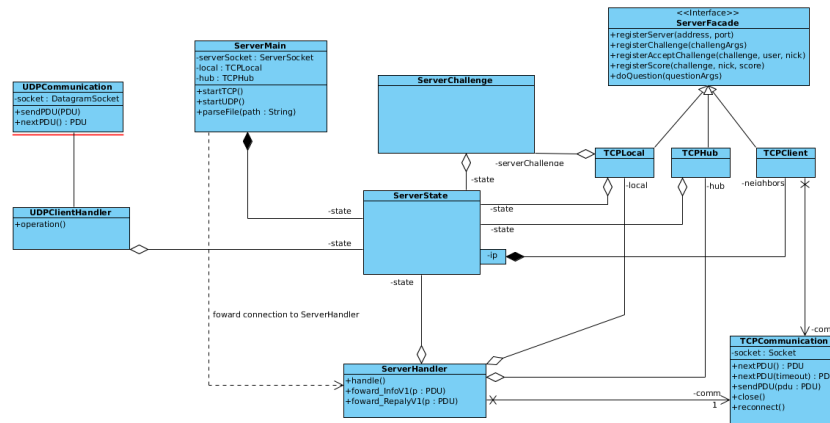 <<Interface>>
ServerFacade
+registerServer(address, port)
+registerChallenge(challengArgs)
+registerAcceptChallenge(challenge, user, nick)
+registerScore(challenge, nick, score)
+doQuestion(questionArgs)
ServerMain
-serverSocket : ServerSocket
-local : TCPLocal
-hub : TCPHub
+startTCP()
+startUDP()
+parseFile(path : String)
UDPCommunication
-socket : DatagramSocket
+sendPDU(PDU)
+nextPDU() : PDU
ServerChallenge
TCPLocal
TCPHub
TCPClient
-serverChallenge
-state
-local
-hub
-neighbors
ServerState
-state
-state
-state
-state
-ip
-state
UDPClientHandler
+operation()
foward connection to ServerHandler
ServerHandler
+handle()
+foward_InfoV1(p : PDU)
+foward_RepalyV1(p : PDU)
-comm
1
-com
TCPCommunication
-socket : Socket
+nextPDU() : PDU
+nextPDU(timeout) : PD
+sendPDU(pdu : PDU)
+close()
+reconnect()